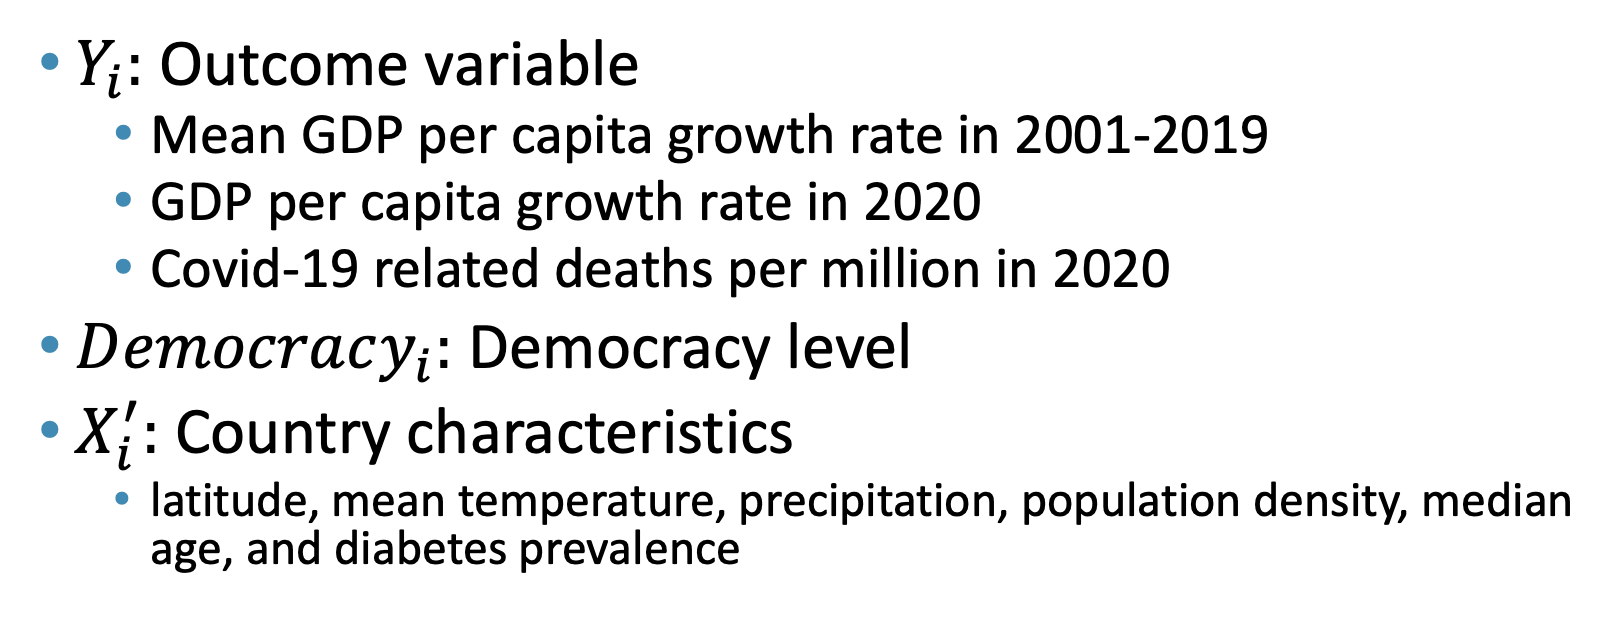 • Yᵢ: Outcome variable
• Mean GDP per capita growth rate in 2001-2019
• GDP per capita growth rate in 2020
• Covid-19 related deaths per million in 2020
• Democracyᵢ: Democracy level
• X′ᵢ: Country characteristics
• latitude, mean temperature, precipitation, population density, median
age, and diabetes prevalence